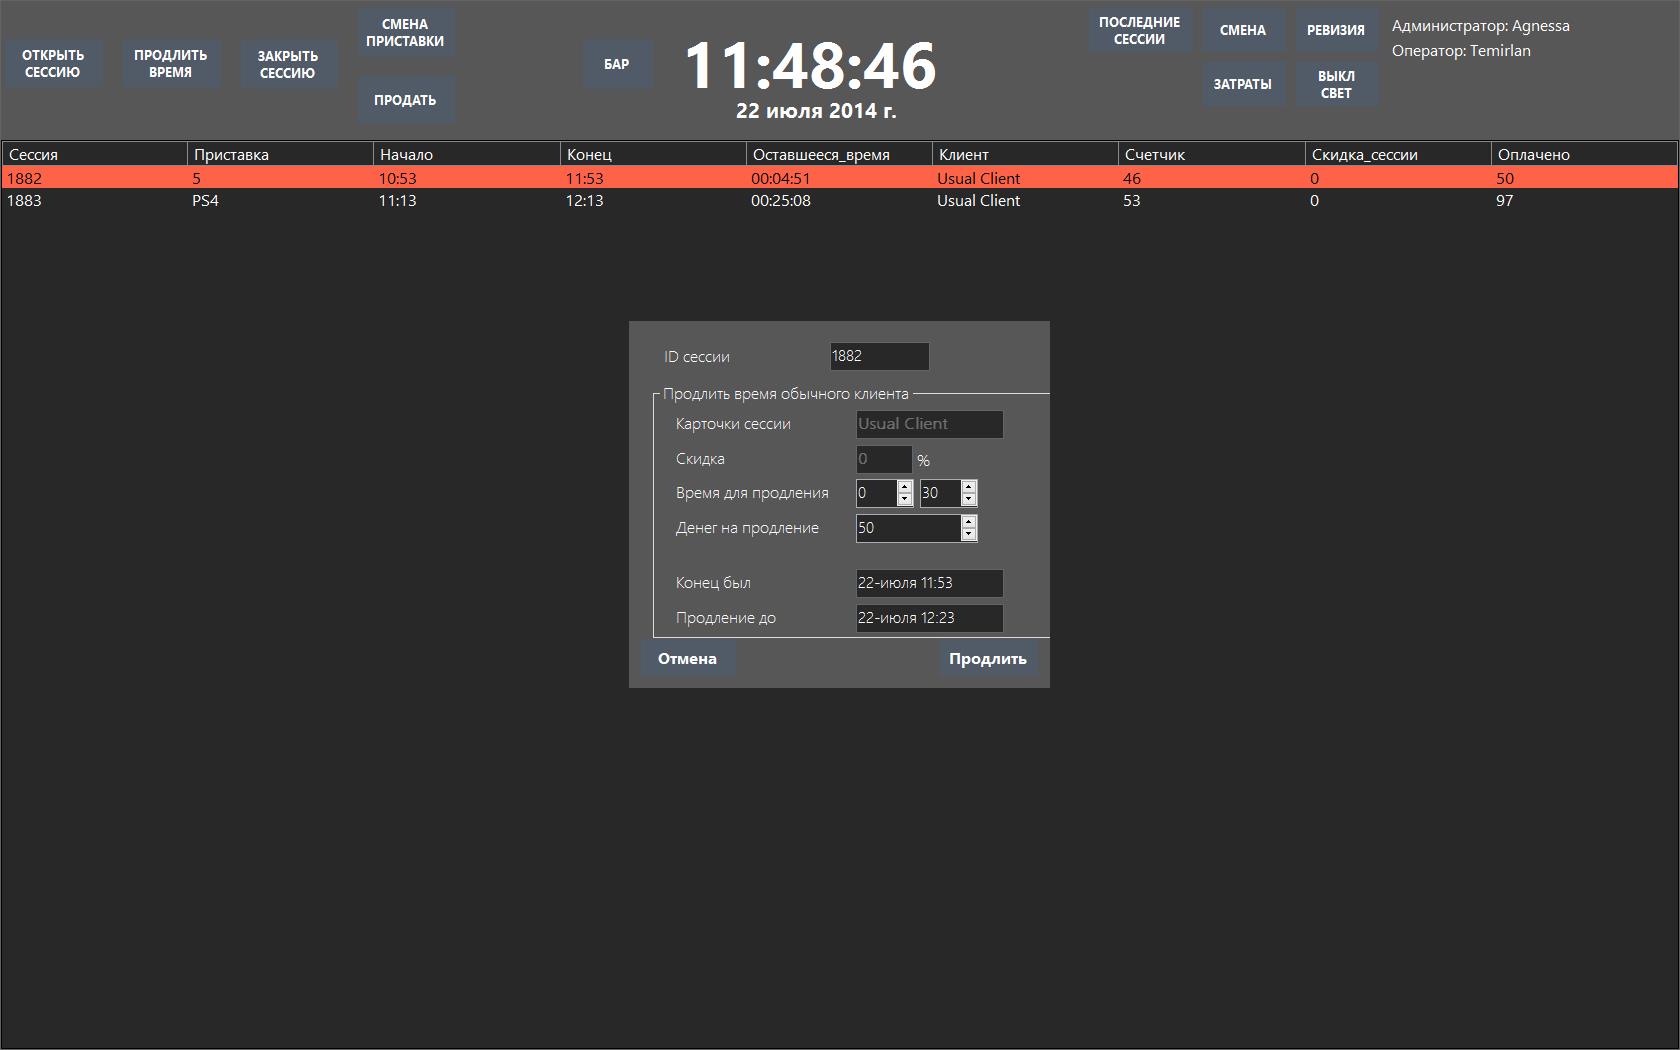 ОТКРЫТЬ
СЕССИЮ
ПРОДЛИТЬ
ВРЕМЯ
ЗАКРЫТЬ
СЕССИЮ
СМЕНА
ПРИСТАВКИ
ПРОДАТЬ
БАР
11:48:46
22 июля 2014 г.
ПОСЛЕДНИЕ
СЕССИИ
СМЕНА
РЕВИЗИЯ
ЗАТРАТЫ
ВЫКЛ
СВЕТ
Администратор: Agnessa
Оператор: Temirlan
Сессия Приставка Начало Конец Оставшееся_время Клиент Счетчик Скидка_сессии Оплачено
1882 5 10:53 11:53 00:04:51 Usual Client 46 0 50
1883 PS4 11:13 12:13 00:25:08 Usual Client 53 0 97
ID сессии 1882
Продлить время обычного клиента
Карточки сессии Usual Client
Скидка 0 %
Время для продления 0 30
Денег на продление 50
Конец был 22-июля 11:53
Продление до 22-июля 12:23
Отмена Продлить